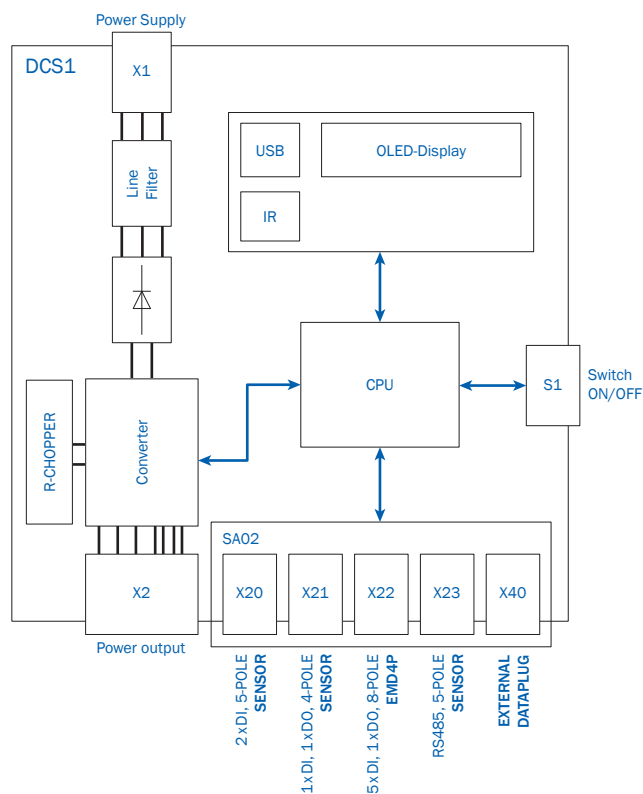 Power Supply
DCS1
X1
USB
OLED-Display
Line
Filter
IR
CPU
S1
Switch
ON/OFF
R-CHOPPER
Converter
SA02
X2
X20
X21
X22
X23
X40
Power output
2 x DI, 5-POLE
SENSOR
1 x DI, 1 x DO, 4-POLE
SENSOR
5 x DI, 1 x DO, 8-POLE
EMD4P
RS485, 5-POLE
SENSOR
EXTERNAL
DATAPLUG